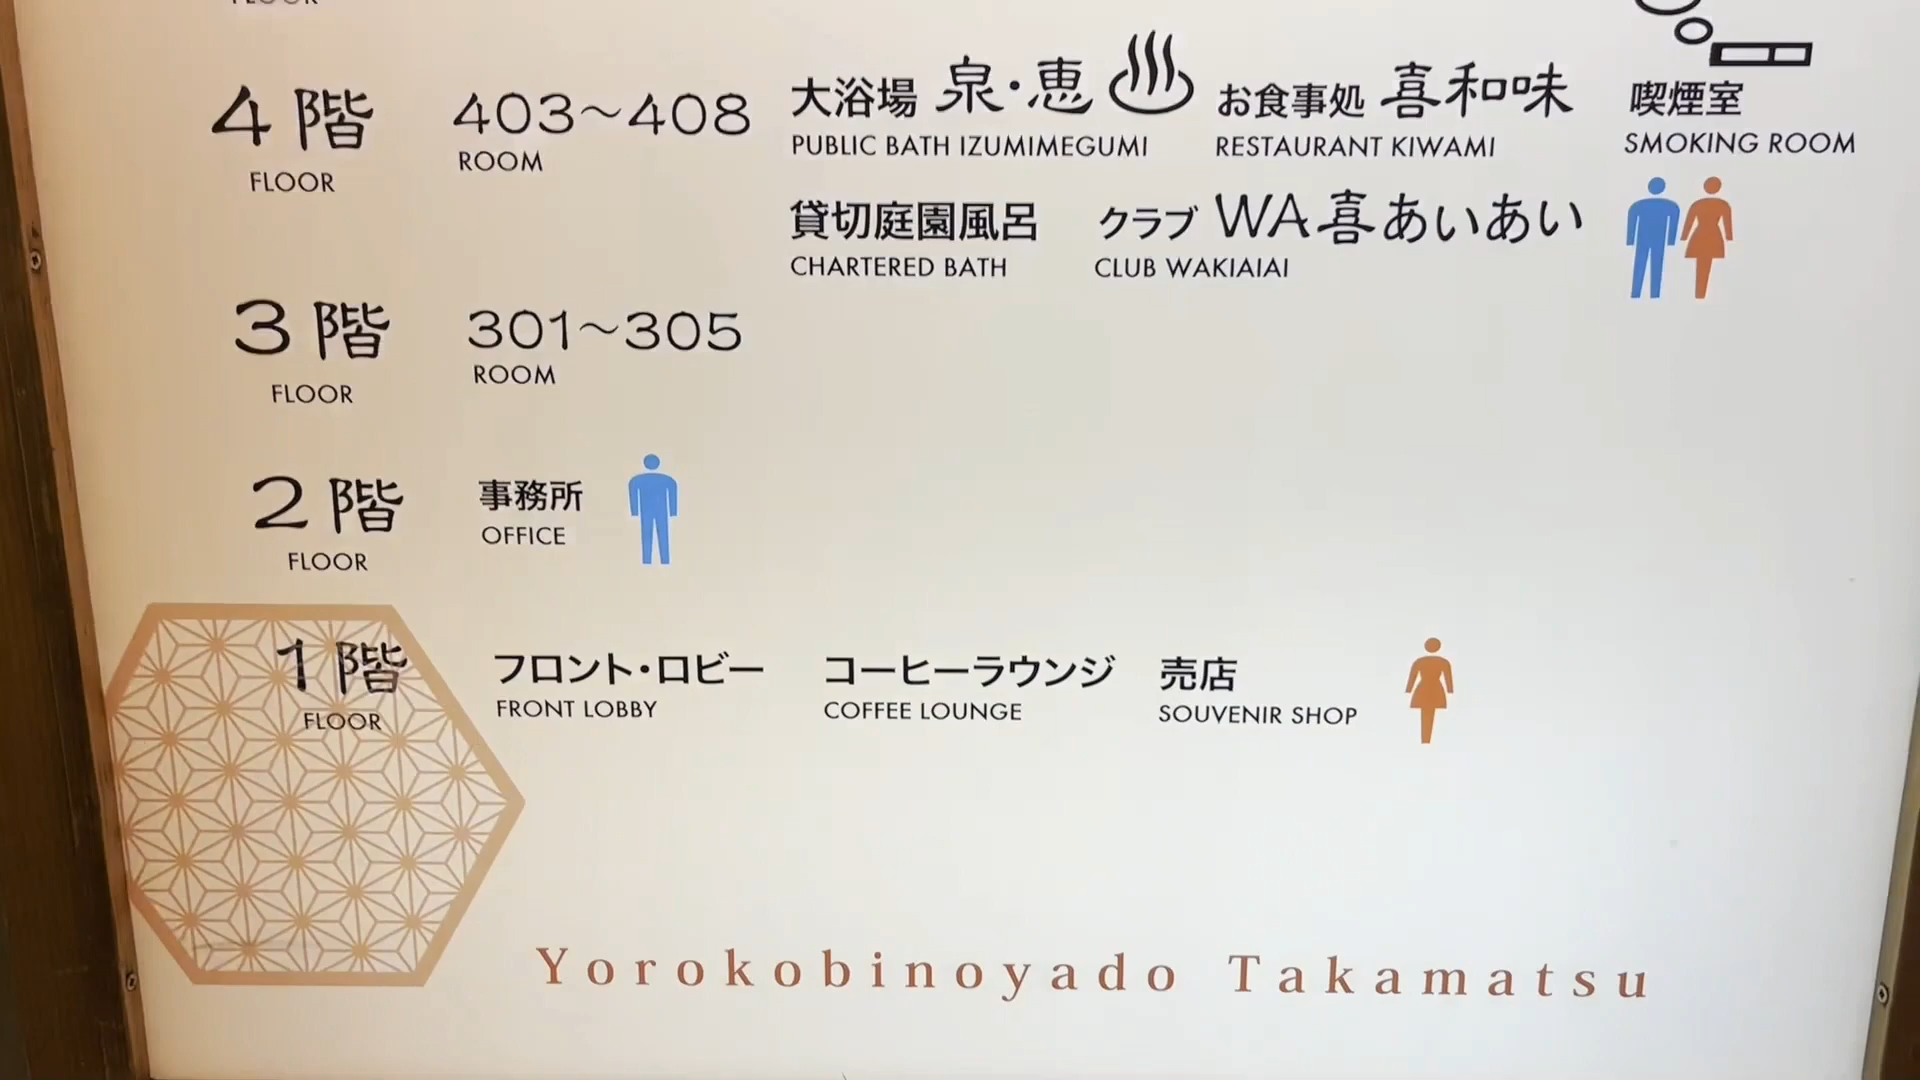 FLOOR
4階 403～408 大浴場 泉・恵 お食事処 喜和味 喫煙室
FLOOR ROOM PUBLIC BATH IZUMIMEGUMI RESTAURANT KIWAMI SMOKING ROOM
貸切庭園風呂 クラブ WA喜あいあい
CHARTERED BATH CLUB WAKIAIAI
3階 301～305
FLOOR ROOM
2階 事務所
FLOOR OFFICE
1階 フロント・ロビー コーヒーラウンジ 売店
FLOOR FRONT LOBBY COFFEE LOUNGE SOUVENIR SHOP
Yorokobinoyado Takamatsu